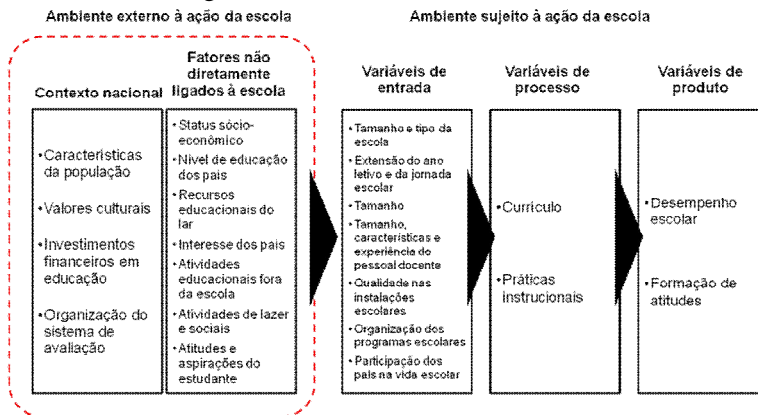 Ambiente externo à ação da escola
Ambiente sujeito à ação da escola
Contexto nacional
Fatores não
diretamente
ligados à escola
Variáveis de
entrada
Variáveis de
processo
Variáveis de
produto
•Características
da população
•Valores culturais
•Investimentos
financeiros em
educação
•Organização do
sistema de
avaliação
•Status sócio-
econômico
•Nível de educação
dos pais
•Recursos
educacionais do
lar
•Interesse dos pais
•Atividades
educacionais fora
da escola
•Atividades de lazer
e sociais
•Atitudes e
aspirações do
estudante
•Tamanho e tipo da
escola
•Extensão do ano
letivo e da jornada
escolar
•Tamanho
•Tamanho,
características e
experiência do
pessoal docente
•Qualidade nas
instalações
escolares
•Organização dos
programas escolares
•Participação dos
pais na vida escolar
•Currículo
•Práticas
instrucionais
•Desempenho
escolar
•Formação de
atitudes